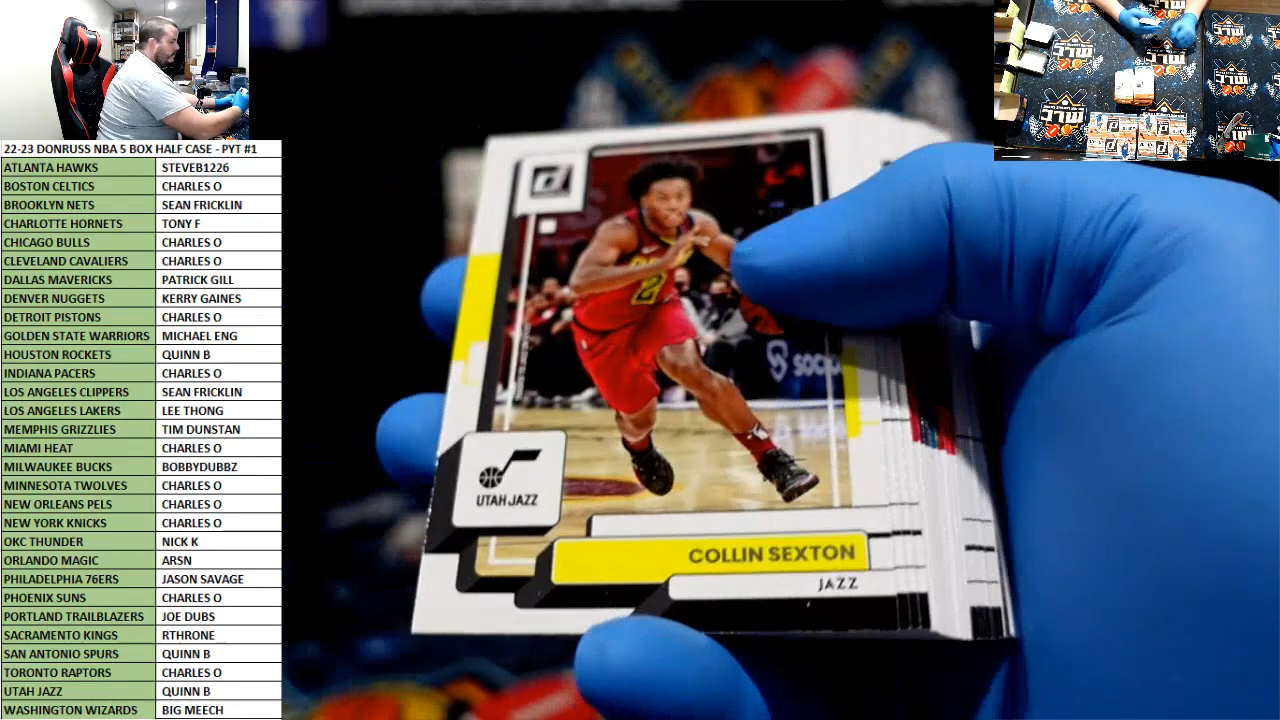 22-23 DONRUSS NBA 5 BOX HALF CASE - PYT #1
ATLANTA HAWKS STEVEB1226
BOSTON CELTICS CHARLES O
BROOKLYN NETS SEAN FRICKLIN
CHARLOTTE HORNETS TONY F
CHICAGO BULLS CHARLES O
CLEVELAND CAVALIERS CHARLES O
DALLAS MAVERICKS PATRICK GILL
DENVER NUGGETS KERRY GAINES
DETROIT PISTONS CHARLES O
GOLDEN STATE WARRIORS MICHAEL ENG
HOUSTON ROCKETS QUINN B
INDIANA PACERS CHARLES O
LOS ANGELES CLIPPERS SEAN FRICKLIN
LOS ANGELES LAKERS LEE THONG
MEMPHIS GRIZZLIES TIM DUNSTAN
MIAMI HEAT CHARLES O
MILWAUKEE BUCKS BOBBYDUBBZ
MINNESOTA TWOLVES CHARLES O
NEW ORLEANS PELS CHARLES O
NEW YORK KNICKS CHARLES O
OKC THUNDER NICK K
ORLANDO MAGIC ARSN
PHILADELPHIA 76ERS JASON SAVAGE
PHOENIX SUNS CHARLES O
PORTLAND TRAILBLAZERS JOE DUBS
SACRAMENTO KINGS RTHRONE
SAN ANTONIO SPURS QUINN B
TORONTO RAPTORS CHARLES O
UTAH JAZZ QUINN B
WASHINGTON WIZARDS BIG MEECH
2
UTAH JAZZ
COLLIN SEXTON
JAZZ